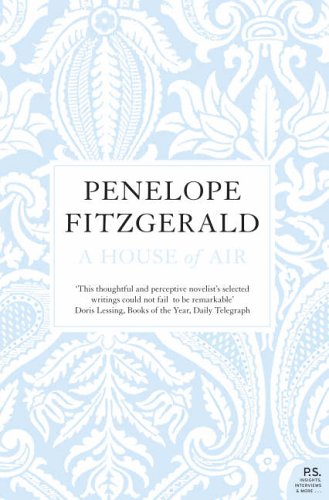 PENELOPE
FITZGERALD
A HOUSE of AIR
‘This thoughtful and perceptive novelist’s selected
writings could not fail to be remarkable’
Doris Lessing, Books of the Year, Daily Telegraph
P.S.
INSIGHTS,
INTERVIEWS
& MORE...